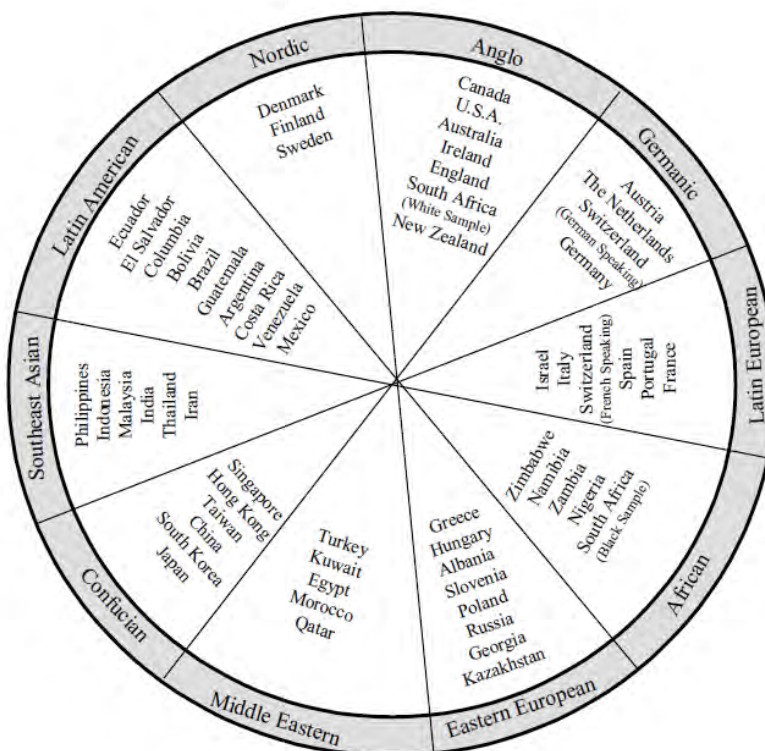 Nordic
Denmark
Finland
Sweden
Anglo
Canada
U.S.A.
Australia
Ireland
England
South Africa
(White Sample)
New Zealand
Germanic
Austria
The Netherlands
Switzerland
(German Speaking)
Germany
Latin European
Israel
Italy
Switzerland
(French Speaking)
Spain
Portugal
France
African
Zimbabwe
Namibia
Zambia
Nigeria
South Africa
(Black Sample)
Eastern European
Greece
Hungary
Albania
Slovenia
Poland
Russia
Georgia
Kazakhstan
Middle Eastern
Turkey
Kuwait
Egypt
Morocco
Qatar
Confucian
Singapore
Hong Kong
Taiwan
China
South Korea
Japan
Southeast Asian
Philippines
Indonesia
Malaysia
India
Thailand
Iran
Latin American
Ecuador
El Salvador
Columbia
Bolivia
Brazil
Guatemala
Argentina
Costa Rica
Venezuela
Mexico